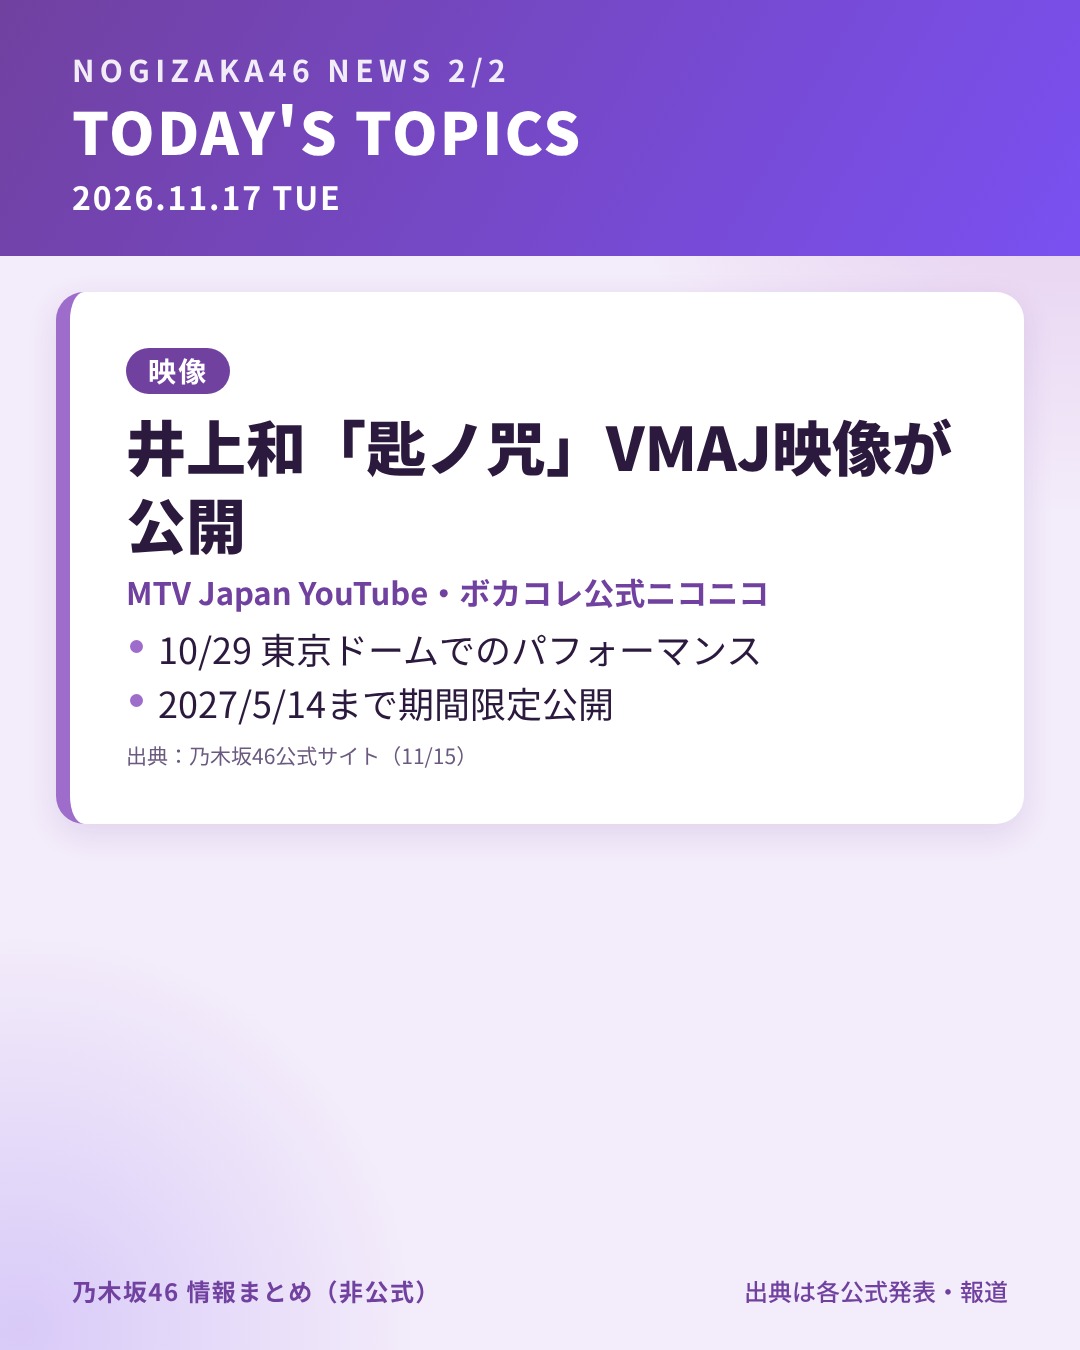 NOGIZAKA46 NEWS 2/2
TODAY'S TOPICS
2026.11.17 TUE
映像
井上和「匙ノ咒」VMAJ映像が
公開
MTV Japan YouTube・ボカコレ公式ニコニコ
• 10/29 東京ドームでのパフォーマンス
• 2027/5/14まで期間限定公開
出典：乃木坂46公式サイト（11/15）
乃木坂46 情報まとめ（非公式）
出典は各公式発表・報道